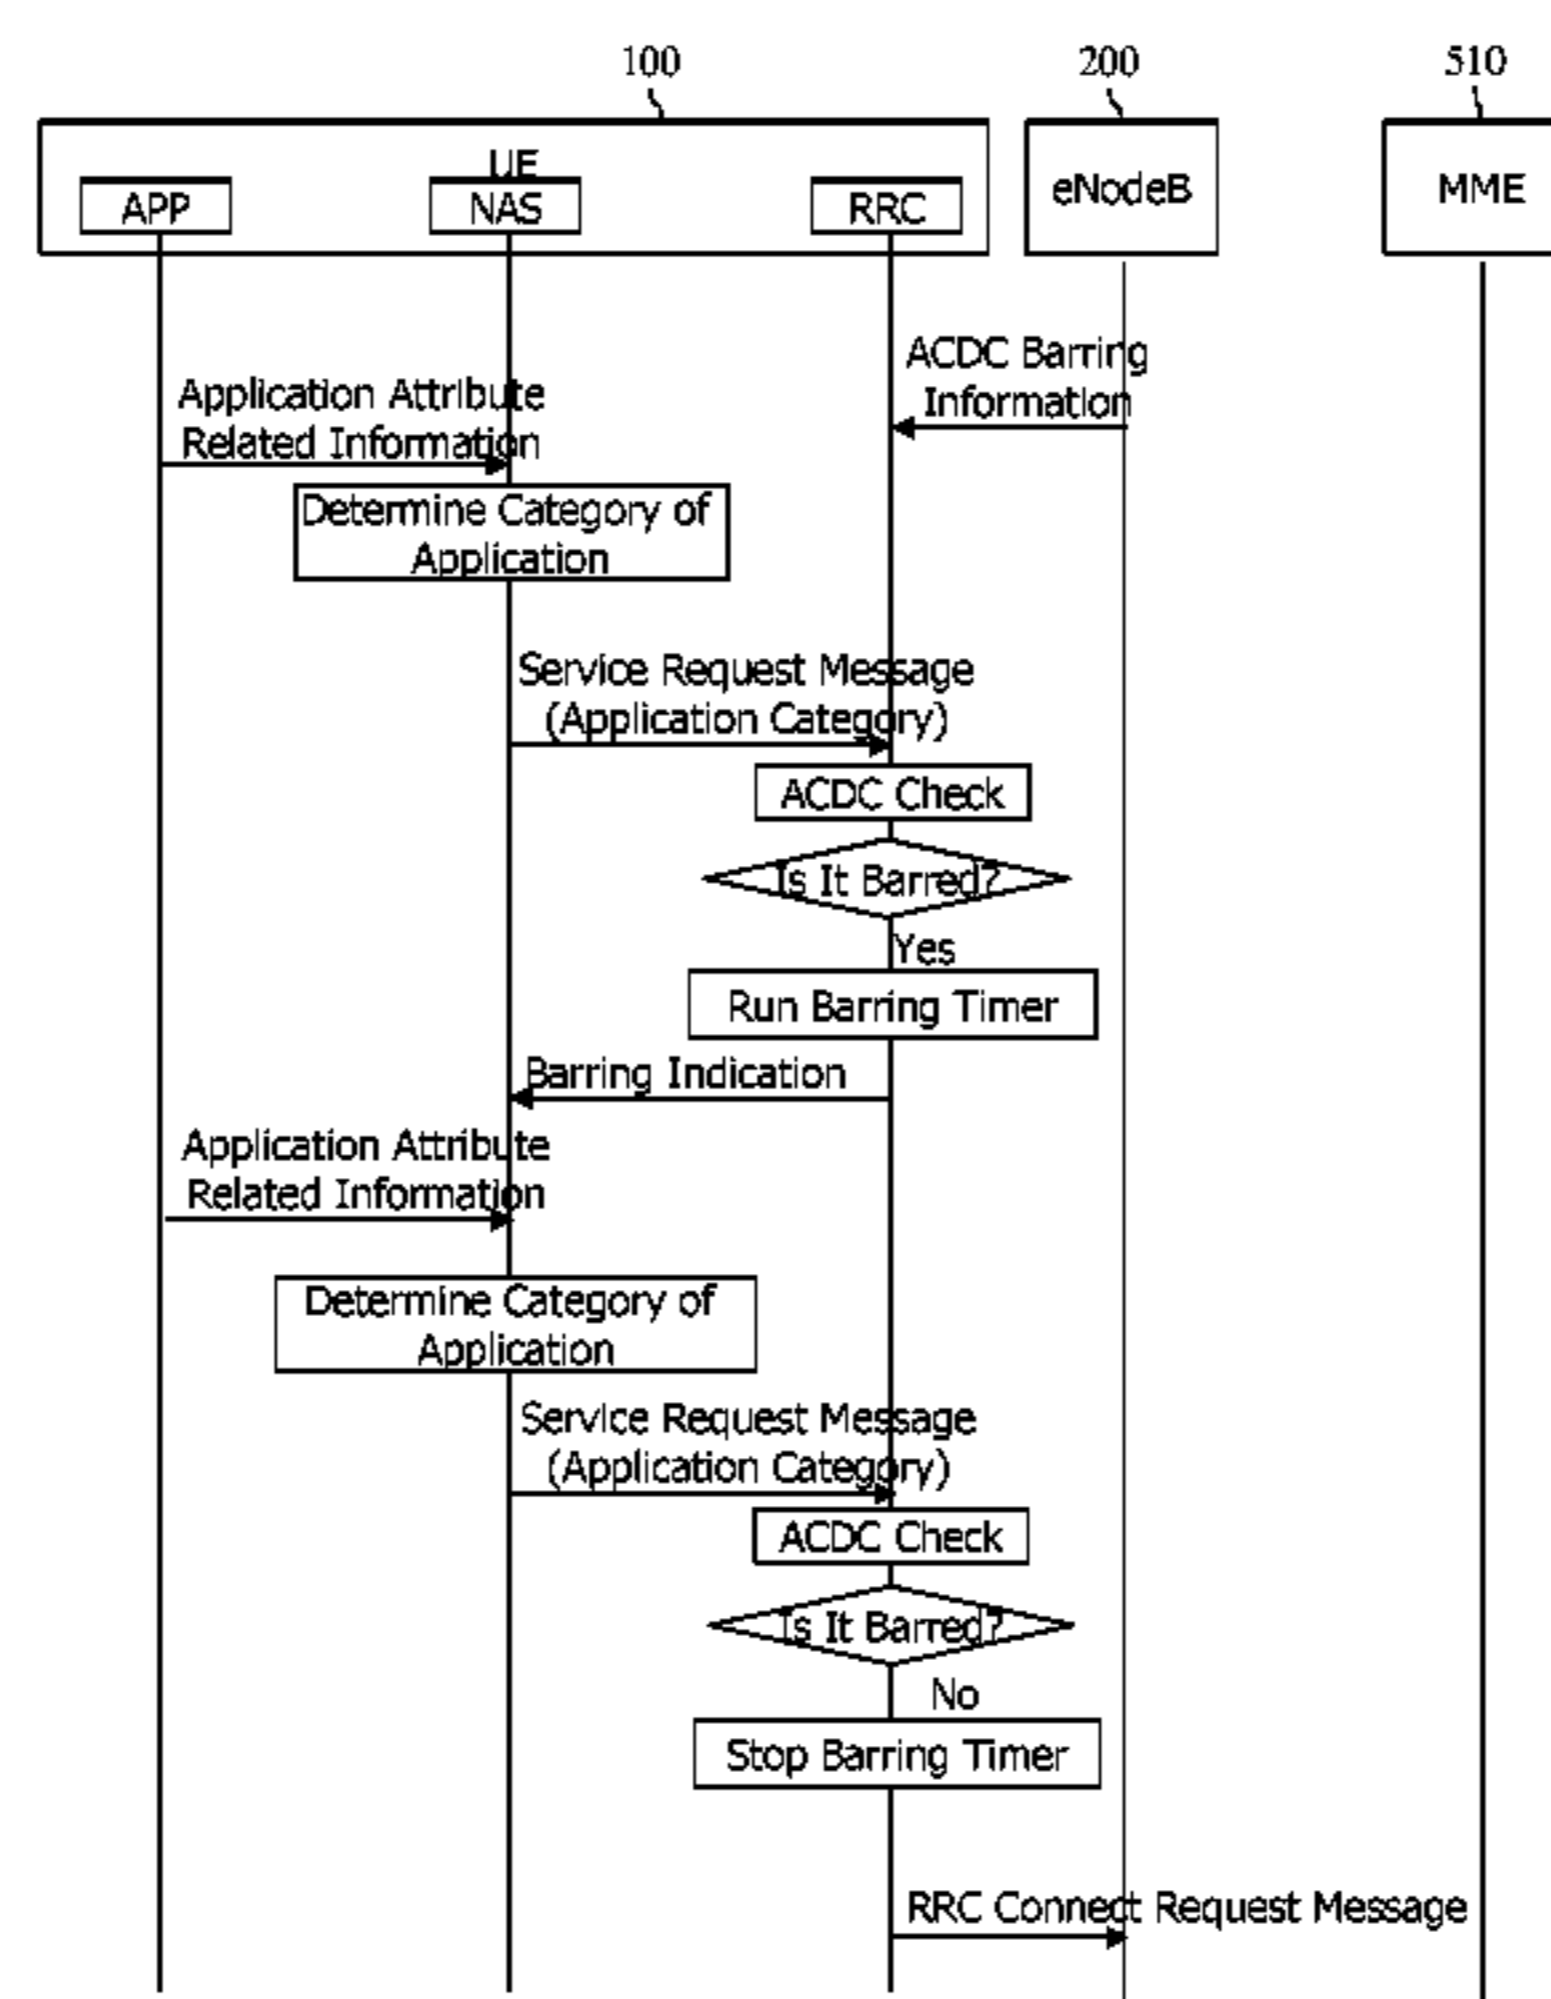 100
200
510
UE
APP
NAS
RRC
eNodeB
MME
ACDC Barring
Information
Application Attribute
Related Information
Determine Category of
Application
Service Request Message
(Application Category)
ACDC Check
Is It Barred?
Yes
Run Barring Timer
Barring Indication
Application Attribute
Related Information
Determine Category of
Application
Service Request Message
(Application Category)
ACDC Check
Is It Barred?
No
Stop Barring Timer
RRC Connect Request Message